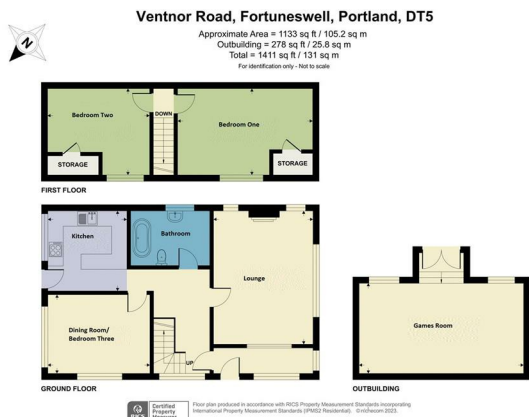 Ventnor Road, Fortuneswell, Portland, DT5
Approximate Area = 1133 sq ft / 105.2 sq m
Outbuilding = 278 sq ft / 25.8 sq m
Total = 1411 sq ft / 131 sq m
For identification only - Not to scale
N
Bedroom Two
DOWN
Bedroom One
STORAGE
STORAGE
FIRST FLOOR
Kitchen
Bathroom
Lounge
Dining Room/
Bedroom Three
UP
Games Room
GROUND FLOOR
OUTBUILDING
RICS
Certified
Property
Measurer
Floor plan produced in accordance with RICS Property Measurement Standards incorporating
International Property Measurement Standards (IPMS2 Residential). ©nichecom 2023.